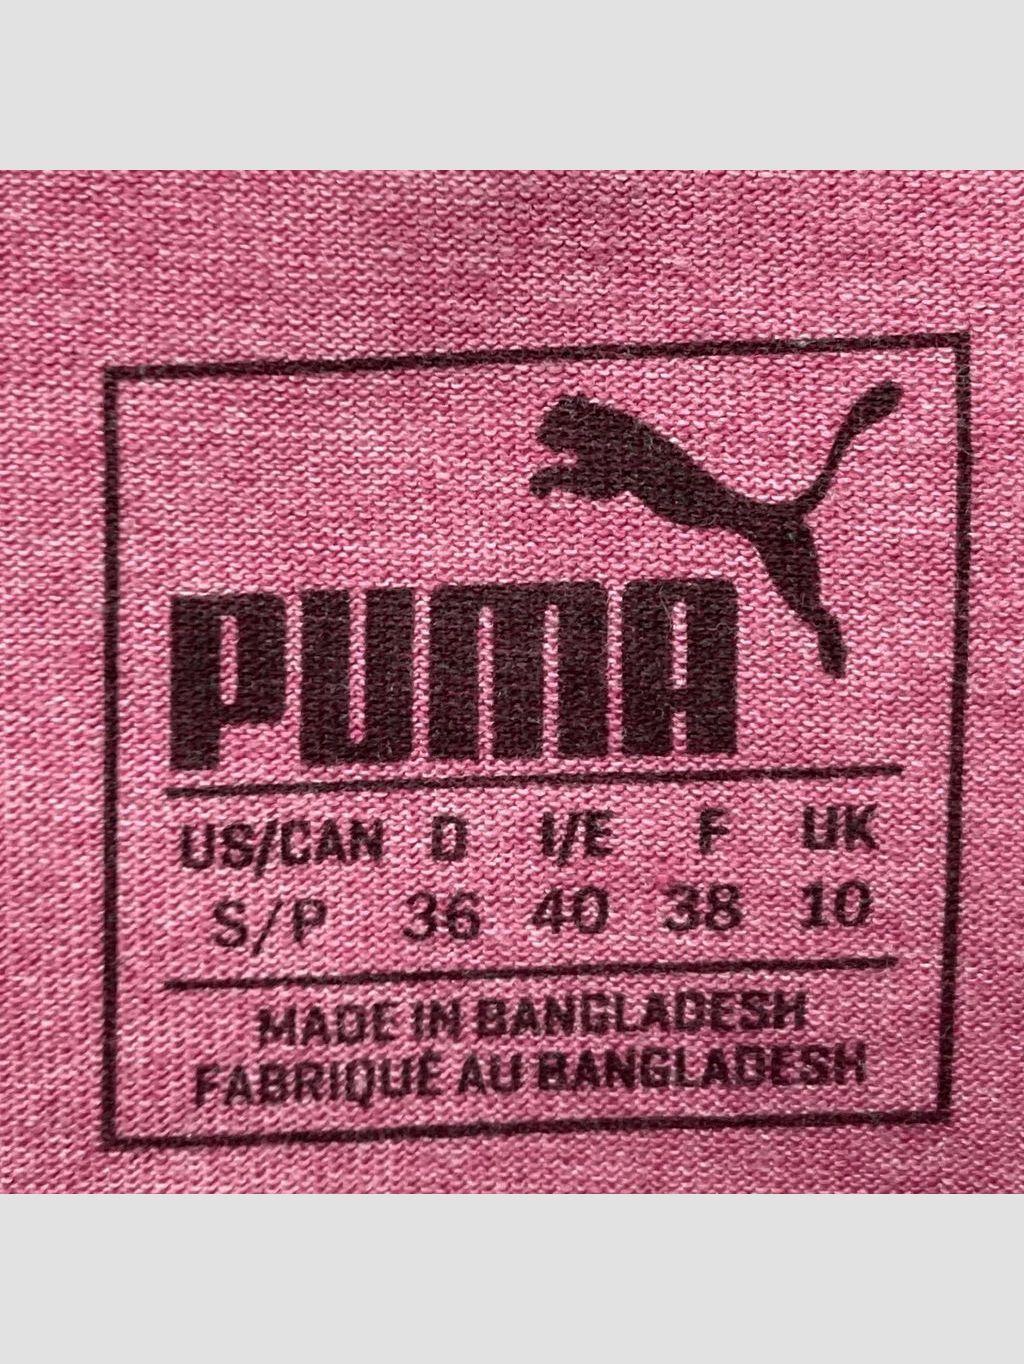 PUMA
US/CAN D I/E F UK
S/P 36 40 38 10
MADE IN BANGLADESH
FABRIQUÉ AU BANGLADESH